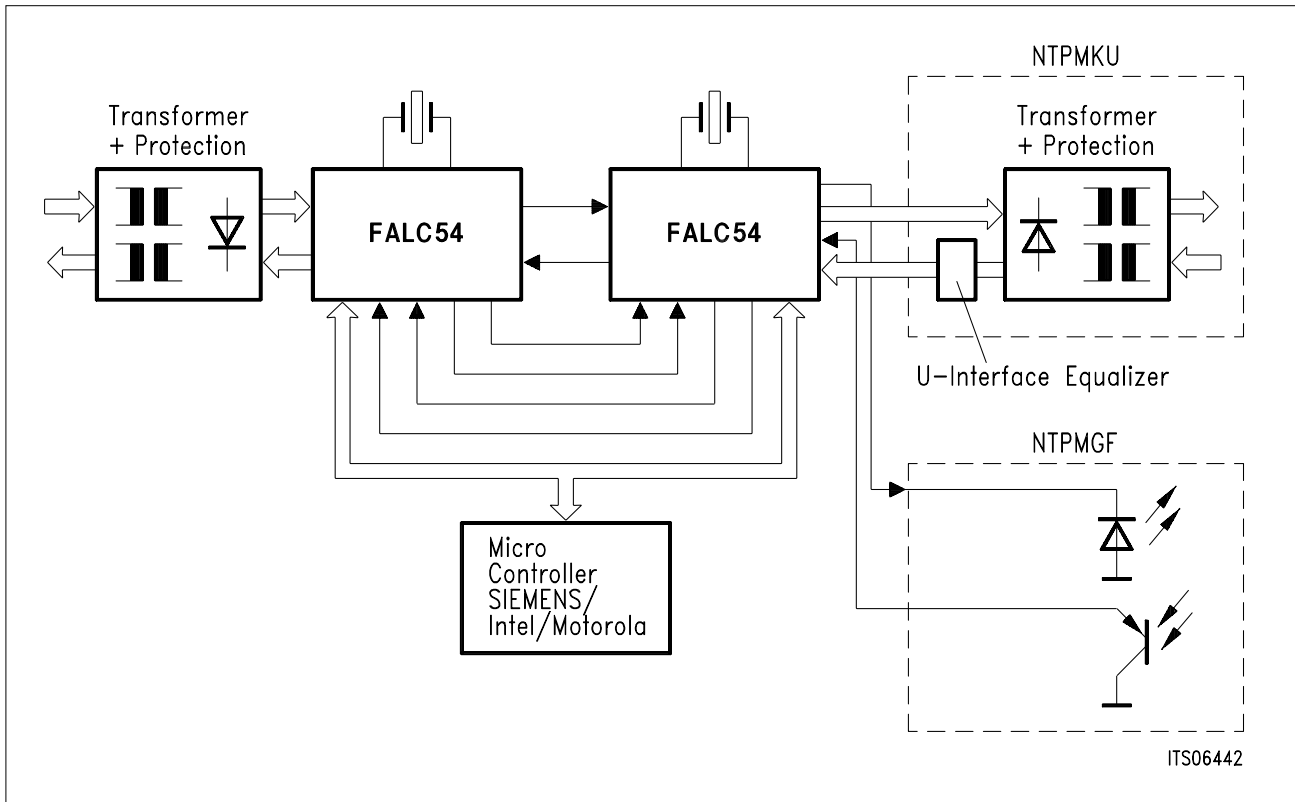 NTPMKU
Transformer
+ Protection
Transformer
+ Protection
FALC54
FALC54
U-Interface Equalizer
NTPMGF
Micro
Controller
SIEMENS/
Intel/Motorola
ITS06442